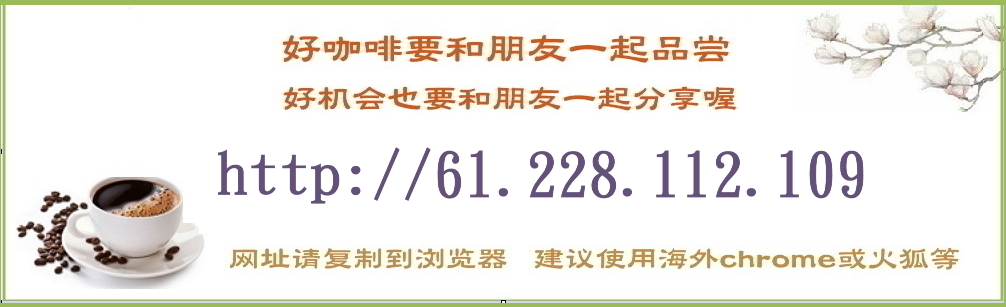 好咖啡要和朋友一起品尝
好机会也要和朋友一起分享喔
http://61.228.112.109
网址请复制到浏览器 建议使用海外chrome或火狐等